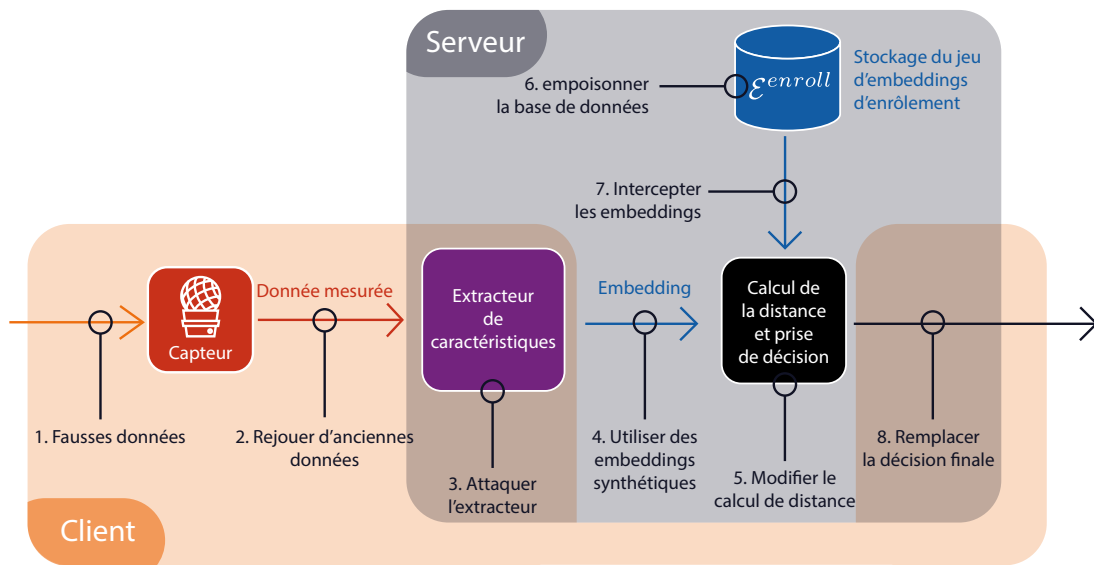 Serveur
6. empoisonner
la base de données
ℰ^enroll
Stockage du jeu
d’embeddings
d’enrôlement
7. Intercepter
les embeddings
Capteur
Donnée mesurée
Extracteur
de
caractéristiques
Embedding
Calcul de
la distance
et prise
de décision
1. Fausses données
2. Rejouer d’anciennes
données
3. Attaquer
l’extracteur
4. Utiliser des
embeddings
synthétiques
5. Modifier le
calcul de distance
8. Remplacer
la décision finale
Client